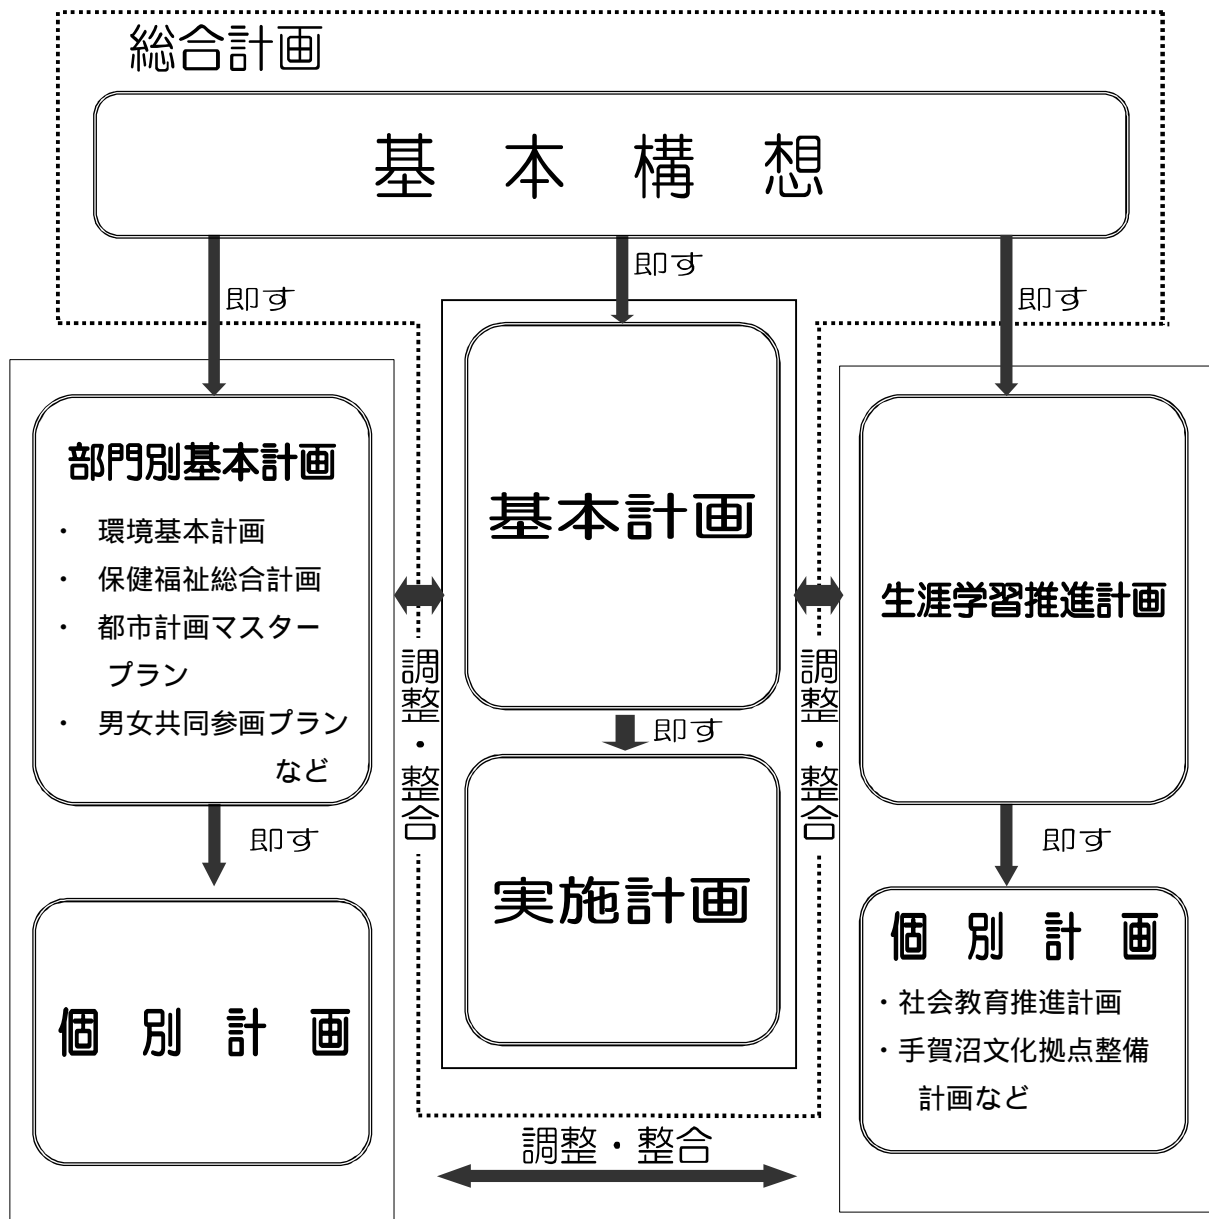 総合計画
基本構想
即す
即す
即す
部門別基本計画
・ 環境基本計画
・ 保健福祉総合計画
・ 都市計画マスター
プラン
・ 男女共同参画プラン
など
即す
個別計画
調整・整合
基本計画
即す
実施計画
調整・整合
生涯学習推進計画
即す
個別計画
・社会教育推進計画
・手賀沼文化拠点整備
計画など
調整・整合